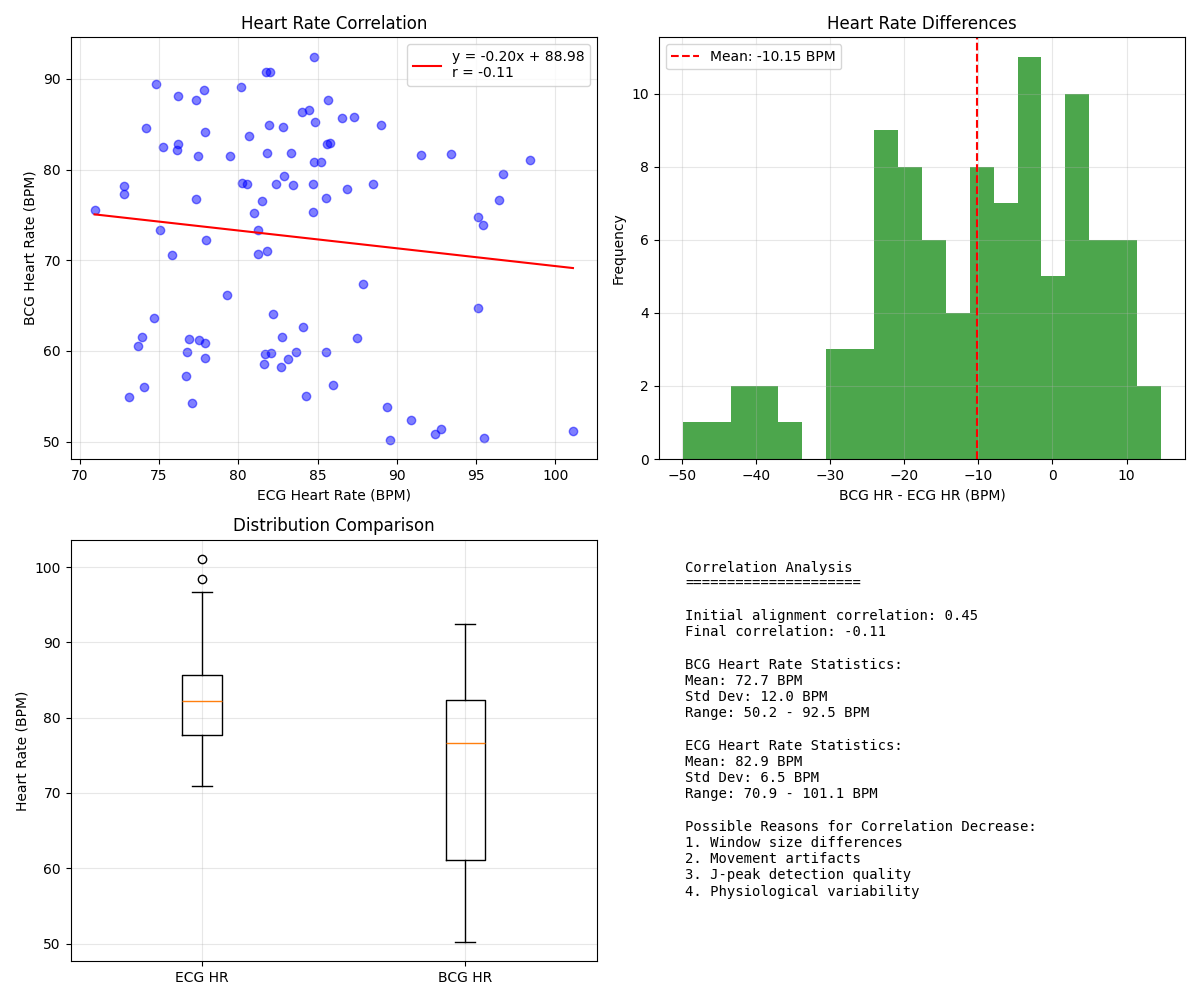 Heart Rate Correlation
y = -0.20x + 88.98
r = -0.11
90
80
70
60
50
BCG Heart Rate (BPM)
70 75 80 85 90 95 100
ECG Heart Rate (BPM)
Heart Rate Differences
Mean: -10.15 BPM
10
8
6
4
2
0
Frequency
−50 −40 −30 −20 −10 0 10
BCG HR - ECG HR (BPM)
Distribution Comparison
100
90
80
70
60
50
Heart Rate (BPM)
ECG HR BCG HR
Correlation Analysis
=====================
Initial alignment correlation: 0.45
Final correlation: -0.11
BCG Heart Rate Statistics:
Mean: 72.7 BPM
Std Dev: 12.0 BPM
Range: 50.2 - 92.5 BPM
ECG Heart Rate Statistics:
Mean: 82.9 BPM
Std Dev: 6.5 BPM
Range: 70.9 - 101.1 BPM
Possible Reasons for Correlation Decrease:
1. Window size differences
2. Movement artifacts
3. J-peak detection quality
4. Physiological variability